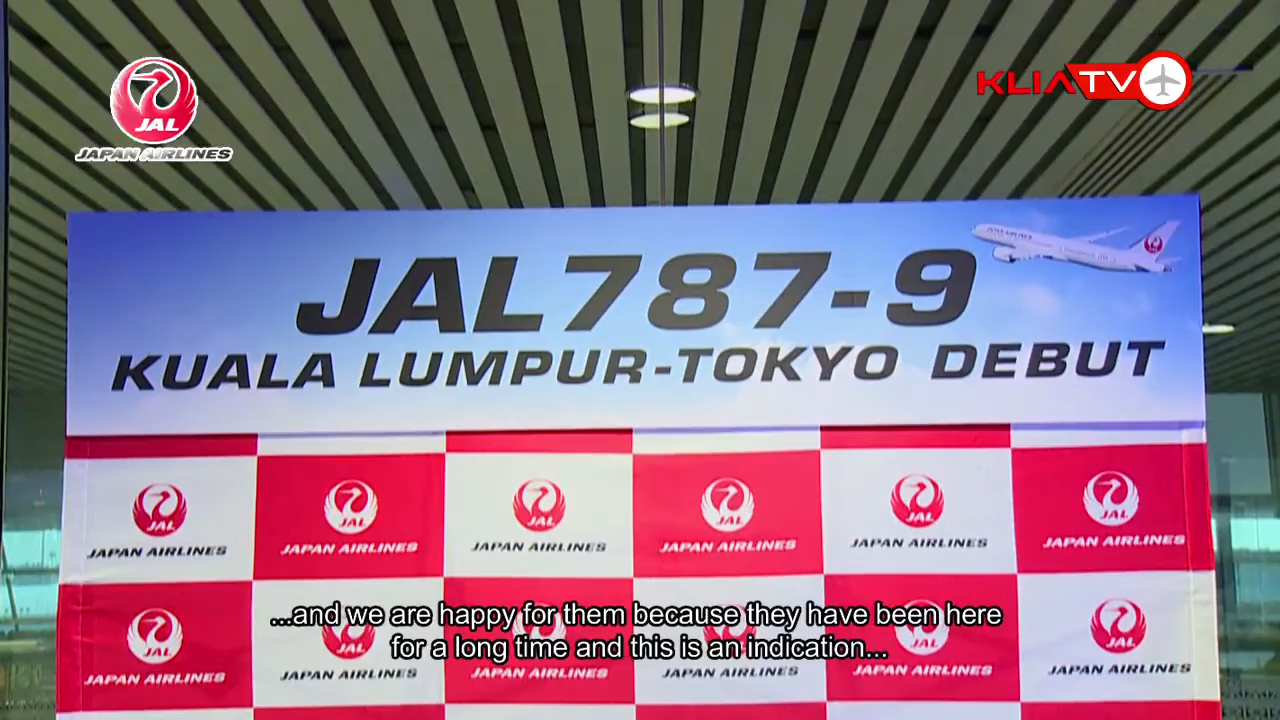 JAL
JAPAN AIRLINES
KLIATV
JAL787-9
KUALA LUMPUR-TOKYO DEBUT
JAL
JAPAN AIRLINES
JAL
JAPAN AIRLINES
JAL
JAPAN AIRLINES
JAL
JAPAN AIRLINES
JAL
JAPAN AIRLINES
JAL
JAPAN AIRLINES
...and we are happy for them because they have been here
for a long time and this is an indication...
JAL
JAPAN AIRLINES
JAL
JAPAN AIRLINES
JAPAN AIRLINES
JAPAN AIRLINES
JAPAN AIRLINES
JAL
JAPAN AIRLINES